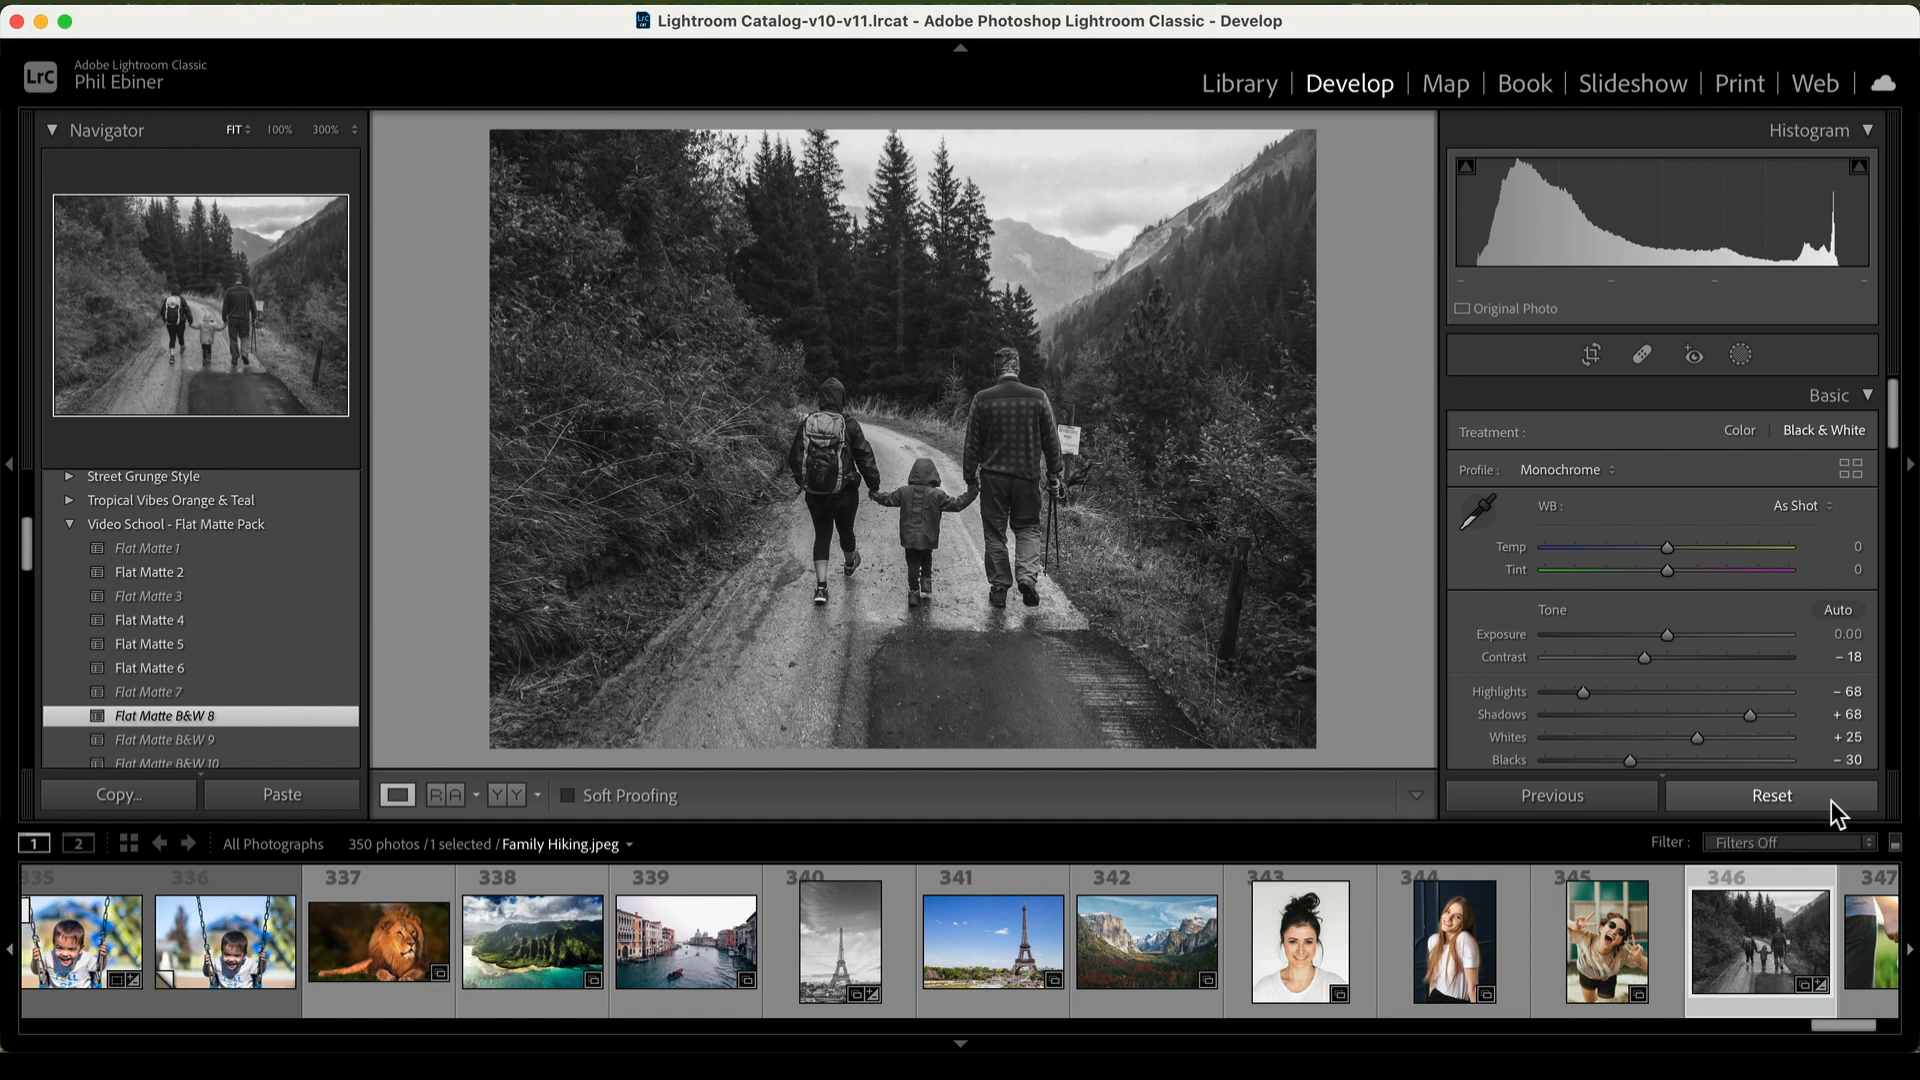 Lightroom Catalog-v10-v11.lrcat - Adobe Photoshop Lightroom Classic - Develop
LrC
Adobe Lightroom Classic
Phil Ebiner
Library | Develop | Map | Book | Slideshow | Print | Web
Navigator
FIT
100%
300%
Street Grunge Style
Tropical Vibes Orange & Teal
Video School - Flat Matte Pack
Flat Matte 1
Flat Matte 2
Flat Matte 3
Flat Matte 4
Flat Matte 5
Flat Matte 6
Flat Matte 7
Flat Matte B&W 8
Flat Matte B&W 9
Flat Matte B&W 10
Copy...
Paste
R A
Y Y
Soft Proofing
Histogram
Original Photo
Basic
Treatment :
Color
Black & White
Profile :
Monochrome
WB :
As Shot
Temp
0
Tint
0
Tone
Auto
Exposure
0.00
Contrast
- 18
Highlights
- 68
Shadows
+ 68
Whites
+ 25
Blacks
- 30
Previous
Reset
1
2
All Photographs
350 photos /1 selected /Family Hiking.jpeg
Filter :
Filters Off
335
336
337
338
339
340
341
342
343
344
345
346
347